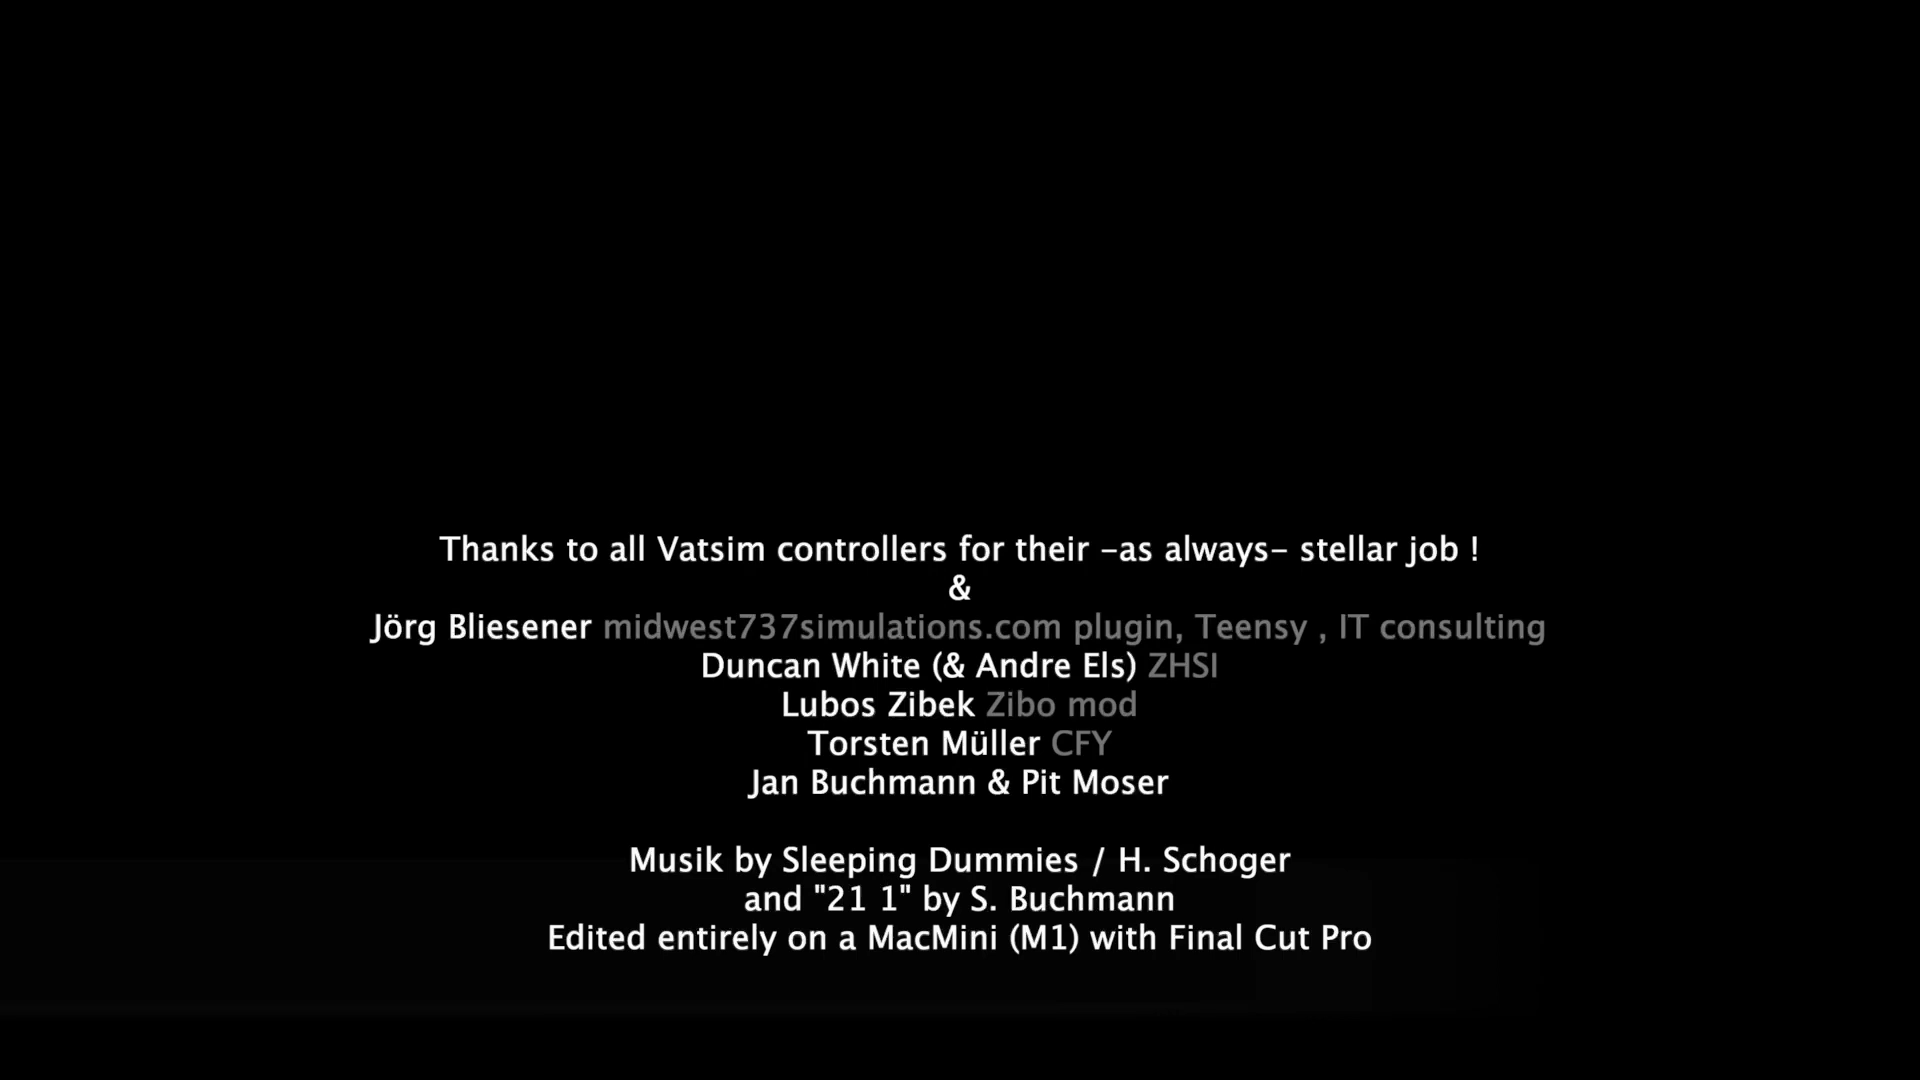 Thanks to all Vatsim controllers for their -as always- stellar job !
&
Jörg Bliesener midwest737simulations.com plugin, Teensy , IT consulting
Duncan White (& Andre Els) ZHSI
Lubos Zibek Zibo mod
Torsten Müller CFY
Jan Buchmann & Pit Moser
Musik by Sleeping Dummies / H. Schoger
and "21 1" by S. Buchmann
Edited entirely on a MacMini (M1) with Final Cut Pro